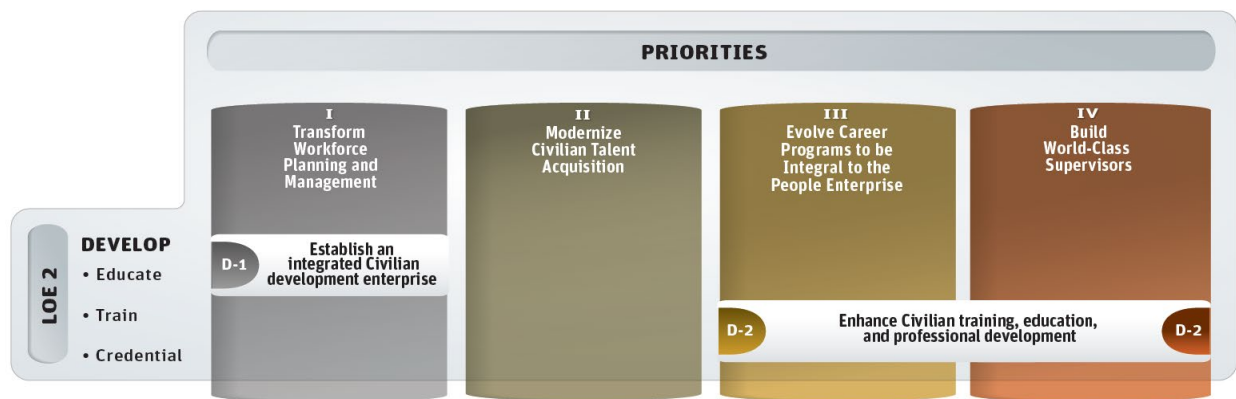 PRIORITIES
I
Transform
Workforce
Planning and
Management
II
Modernize
Civilian Talent
Acquisition
III
Evolve Career
Programs to be
Integral to the
People Enterprise
IV
Build
World-Class
Supervisors
LOE 2
DEVELOP
• Educate
• Train
• Credential
D-1
Establish an
integrated Civilian
development enterprise
D-2
Enhance Civilian training, education,
and professional development
D-2